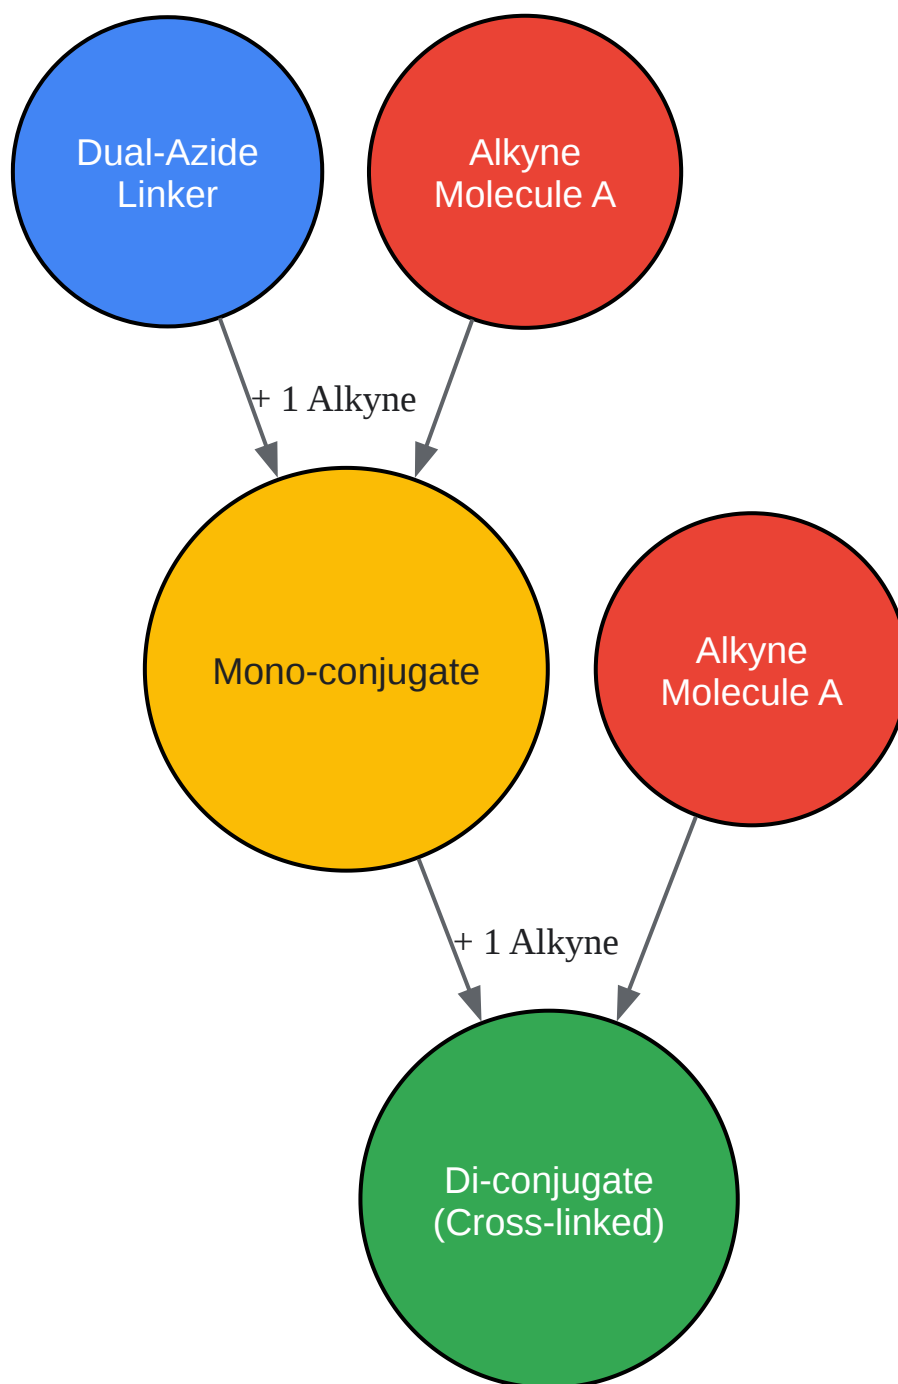 Dual-Azide
Linker
Alkyne
Molecule A
+ 1 Alkyne
Mono-conjugate
Alkyne
Molecule A
+ 1 Alkyne
Di-conjugate
(Cross-linked)